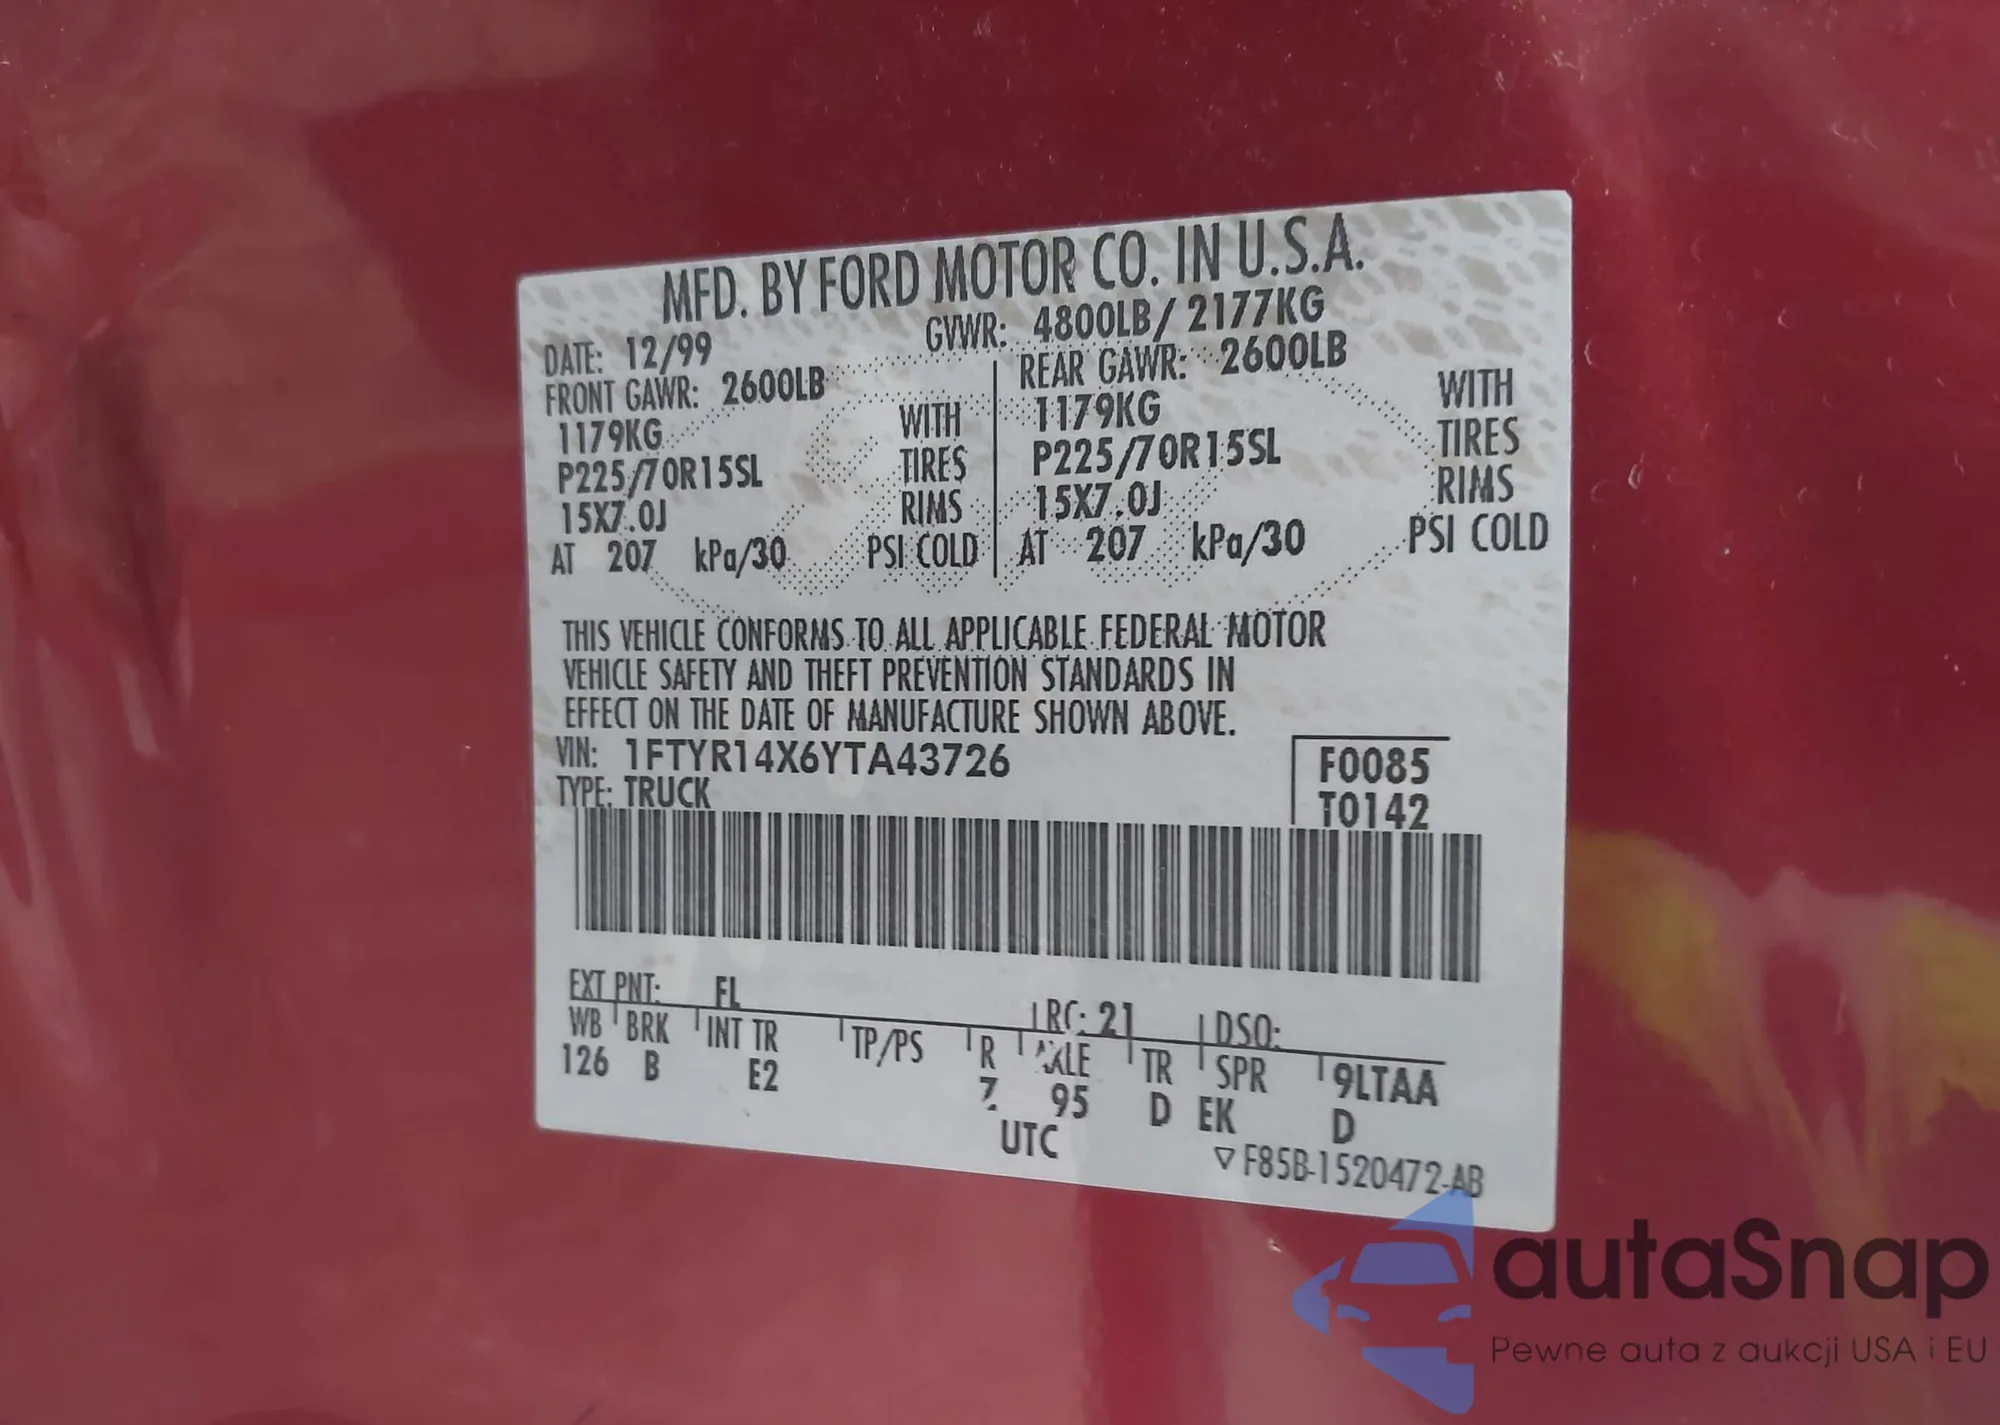 MFD. BY FORD MOTOR CO. IN U.S.A.
DATE: 12/99 GVWR: 4800LB/ 2177KG
FRONT GAWR: 2600LB REAR GAWR: 2600LB
1179KG WITH 1179KG WITH
P225/70R15SL TIRES P225/70R15SL TIRES
15X7.0J RIMS 15X7.0J RIMS
AT 207 kPa/30 PSI COLD AT 207 kPa/30 PSI COLD
THIS VEHICLE CONFORMS TO ALL APPLICABLE FEDERAL MOTOR
VEHICLE SAFETY AND THEFT PREVENTION STANDARDS IN
EFFECT ON THE DATE OF MANUFACTURE SHOWN ABOVE.
VIN: 1FTYR14X6YTA43726 F0085
TYPE: TRUCK T0142
EXT PNT: FL RC: 21 DSO:
WB BRK INT TR TP/PS R AXLE TR SPR 9LTAA
126 B E2 95 D EK D
UTC
▽F85B-1520472-AB
autaSnap
Pewne auta z aukcji USA i EU